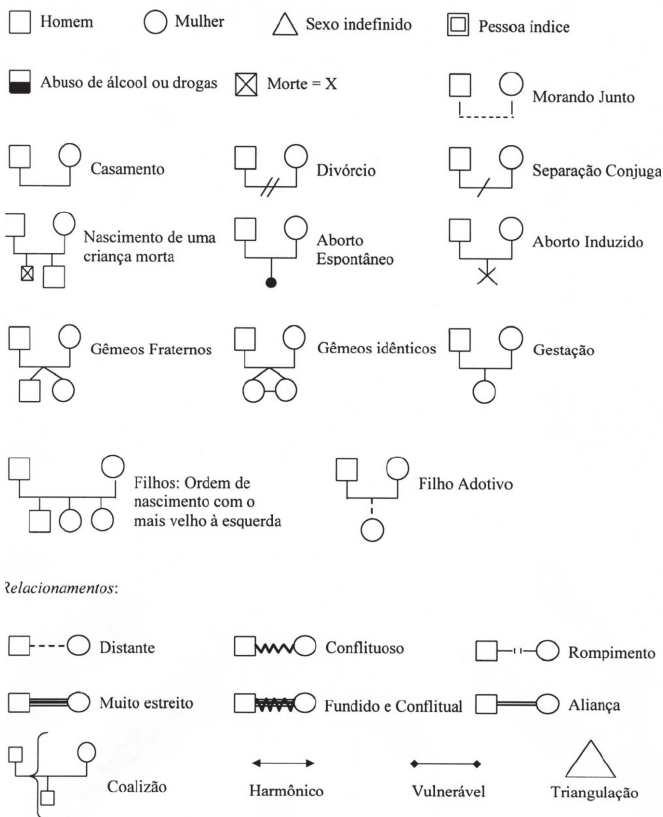 Homem Mulher Sexo indefinido Pessoa índice
Abuso de álcool ou drogas Morte = X Morando Junto
Casamento Divórcio Separação Conjuga
Nascimento de uma
criança morta
Aborto
Espontâneo
Aborto Induzido
Gêmeos Fraternos Gêmeos idênticos Gestação
Filhos: Ordem de
nascimento com o
mais velho à esquerda
Filho Adotivo
Relacionamentos:
Distante Conflituoso Rompimento
Muito estreito Fundido e Conflitual Aliança
Coalizão Harmônico Vulnerável Triangulação